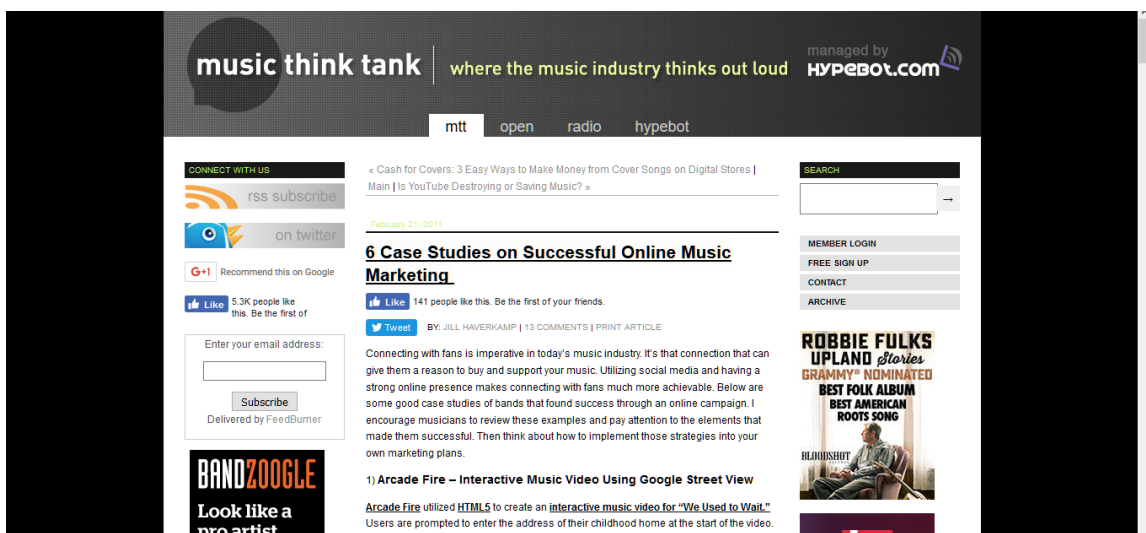 music think tank
where the music industry thinks out loud
managed by
HYPEBOT.COM
mtt
open
radio
hypebot
CONNECT WITH US
rss subscribe
on twitter
G+1
Recommend this on Google
Like
5.3K people like
this. Be the first of
Enter your email address:
Subscribe
Delivered by FeedBurner
BANDZOOGLE
Look like a
pro artist
« Cash for Covers: 3 Easy Ways to Make Money from Cover Songs on Digital Stores |
Main | Is YouTube Destroying or Saving Music? »
February 21, 2011
6 Case Studies on Successful Online Music
Marketing
Like
141 people like this. Be the first of your friends.
Tweet
BY: JILL HAVERKAMP | 13 COMMENTS | PRINT ARTICLE
Connecting with fans is imperative in today's music industry. It's that connection that can
give them a reason to buy and support your music. Utilizing social media and having a
strong online presence makes connecting with fans much more achievable. Below are
some good case studies of bands that found success through an online campaign. I
encourage musicians to review these examples and pay attention to the elements that
made them successful. Then think about how to implement those strategies into your
own marketing plans.
1) Arcade Fire – Interactive Music Video Using Google Street View
Arcade Fire utilized HTML5 to create an interactive music video for “We Used to Wait.”
Users are prompted to enter the address of their childhood home at the start of the video.
SEARCH
→
MEMBER LOGIN
FREE SIGN UP
CONTACT
ARCHIVE
ROBBIE FULKS
UPLAND Stories
GRAMMY® NOMINATED
BEST FOLK ALBUM
BEST AMERICAN
ROOTS SONG
BLOODSHOT